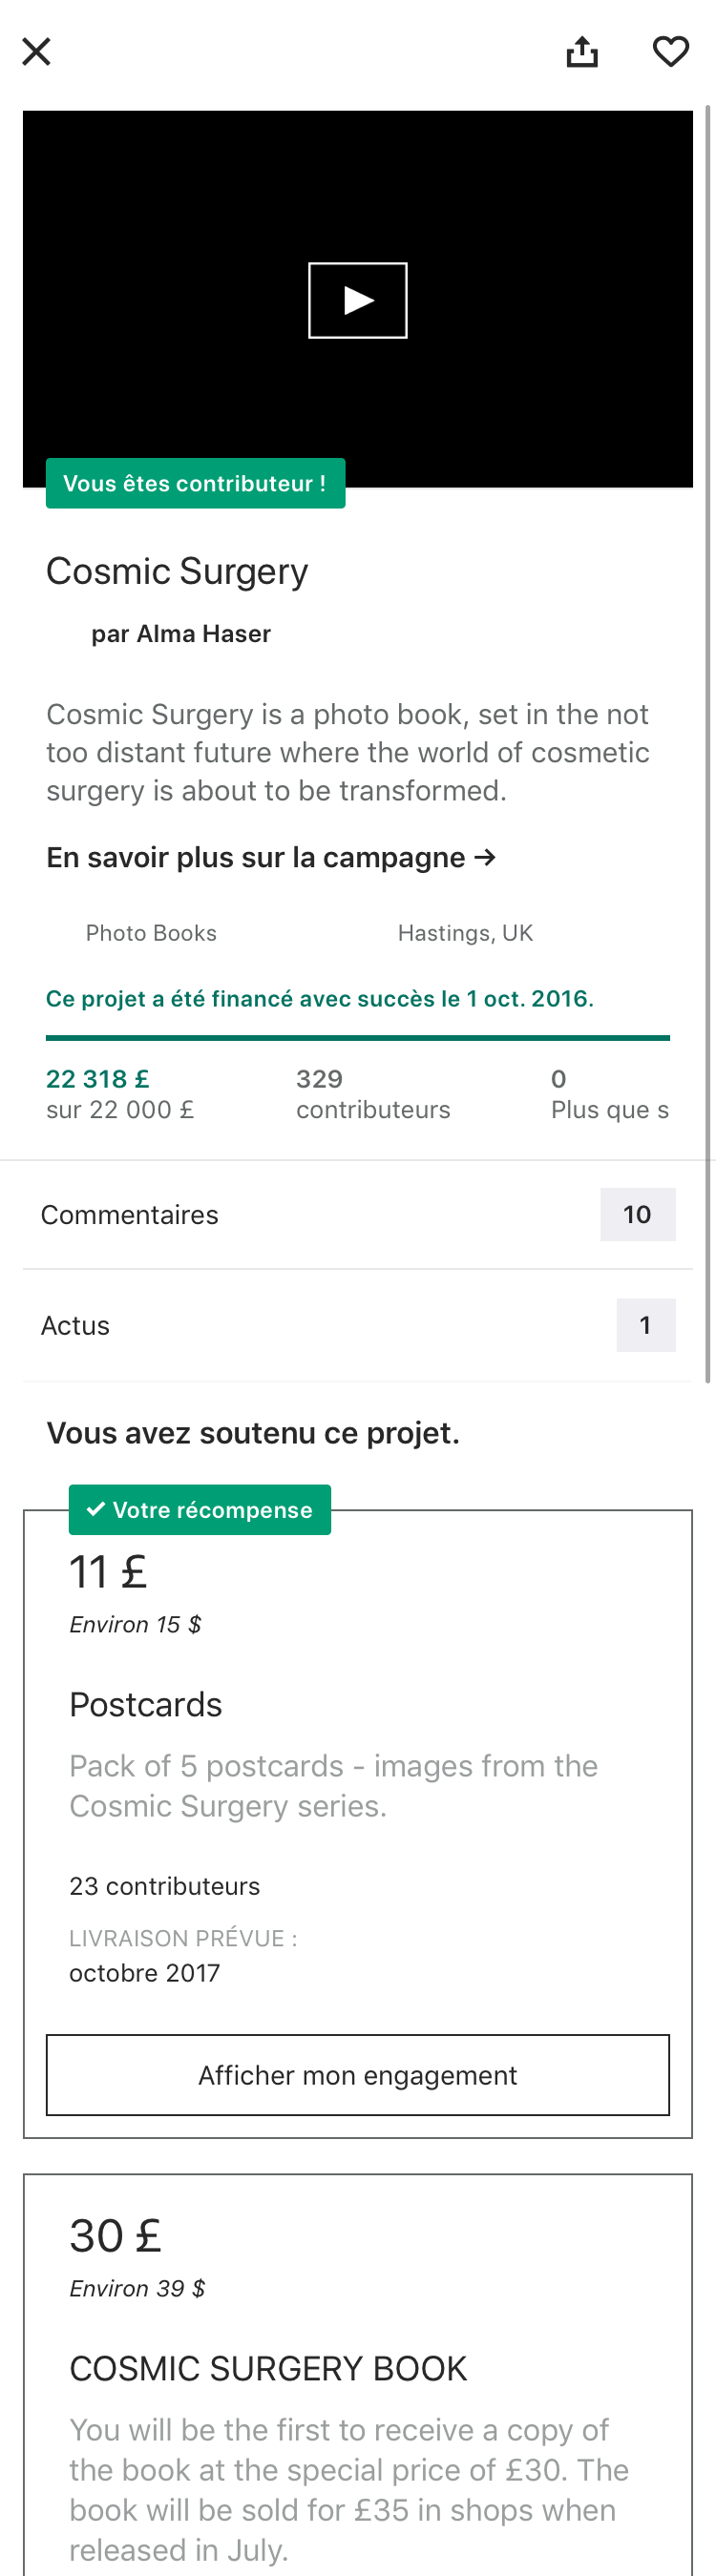 Vous êtes contributeur !
Cosmic Surgery
par Alma Haser
Cosmic Surgery is a photo book, set in the not
too distant future where the world of cosmetic
surgery is about to be transformed.
En savoir plus sur la campagne →
Photo Books
Hastings, UK
Ce projet a été financé avec succès le 1 oct. 2016.
22 318 £
sur 22 000 £
329
contributeurs
0
Plus que s
Commentaires
10
Actus
1
Vous avez soutenu ce projet.
✓ Votre récompense
11 £
Environ 15 $
Postcards
Pack of 5 postcards - images from the
Cosmic Surgery series.
23 contributeurs
LIVRAISON PRÉVUE :
octobre 2017
Afficher mon engagement
30 £
Environ 39 $
COSMIC SURGERY BOOK
You will be the first to receive a copy of
the book at the special price of £30. The
book will be sold for £35 in shops when
released in July.